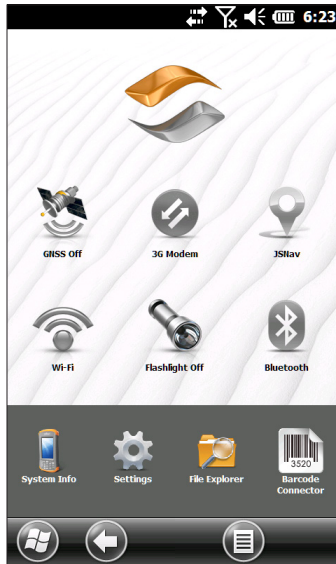 6:23
GNSS Off
3G Modem
JSNav
Wi-Fi
Flashlight Off
Bluetooth
3520
System Info
Settings
File Explorer
Barcode
Connector